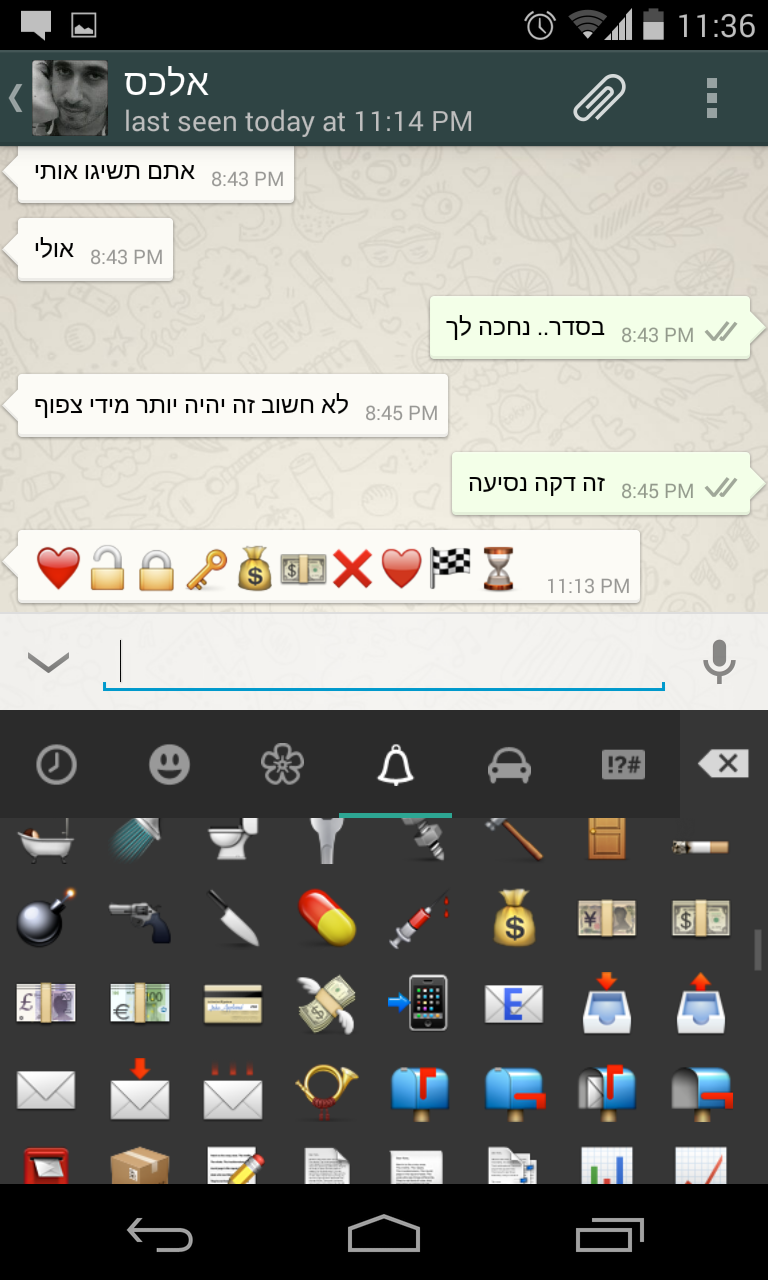 11:36
אלכס
last seen today at 11:14 PM
אתם תשיגו אותי 8:43 PM
אולי 8:43 PM
בסדר.. נחכה לך 8:43 PM
לא חשוב זה יהיה יותר מידי צפוף 8:45 PM
זה דקה נסיעה 8:45 PM
11:13 PM
!?#